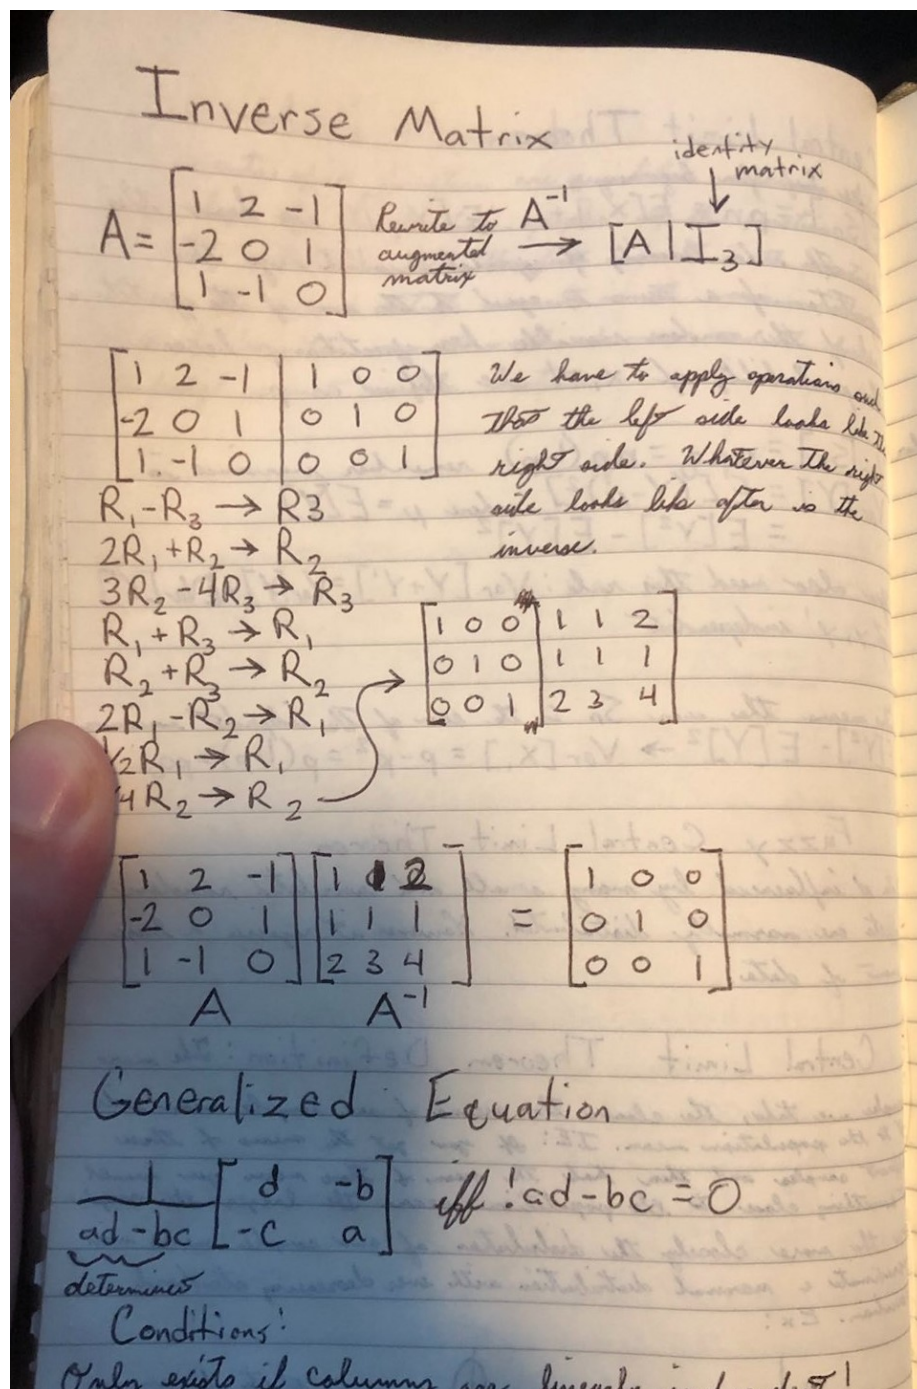 Inverse Matrix
identity
matrix
A = [1 2 -1
-2 0 1
1 -1 0]
Rewrite to A⁻¹
augmented
matrix
→ [A | I₃]
[1 2 -1 | 1 0 0
-2 0 1 | 0 1 0
1 -1 0 | 0 0 1]
We have to apply operations such
that the left side looks like the
right side. Whatever the right
side looks like after is the
inverse.
R₁ - R₃ → R3
2R₁ + R₂ → R₂
3R₂ - 4R₃ → R₃
R₁ + R₃ → R₁
R₂ + R₃ → R₂
2R₁ - R₂ → R₁
½R₁ → R₁
4R₂ → R₂
[1 0 0 | 1 1 2
0 1 0 | 1 1 1
0 0 1 | 2 3 4]
[1 2 -1] [1 1 2] = [1 0 0]
[-2 0 1] [1 1 1] [0 1 0]
[1 -1 0] [2 3 4] [0 0 1]
A A⁻¹
Generalized Equation
1
ad - bc
[d -b
-c a]
iff !ad - bc = 0
Conditions:
Only exists if columns are linearly